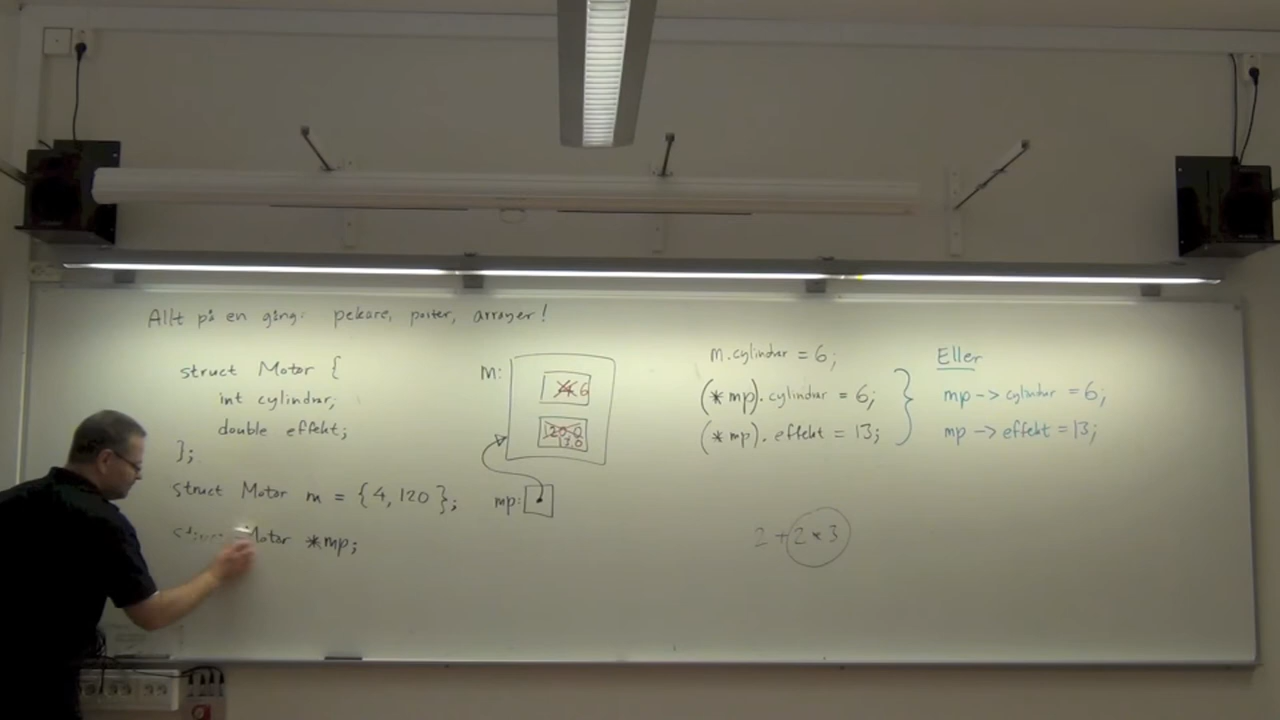 Allt på en gång: pekare, poster, arrayer!
struct Motor {
int cylindrar;
double effekt;
};
struct Motor m = {4, 120};
Motor *mp;
m:
6
mp:
m.cylindrar = 6;
(*mp).cylindrar = 6;
(*mp).effekt = 13;
}
Eller
mp -> cylindrar = 6;
mp -> effekt = 13;
2 + 2 * 3